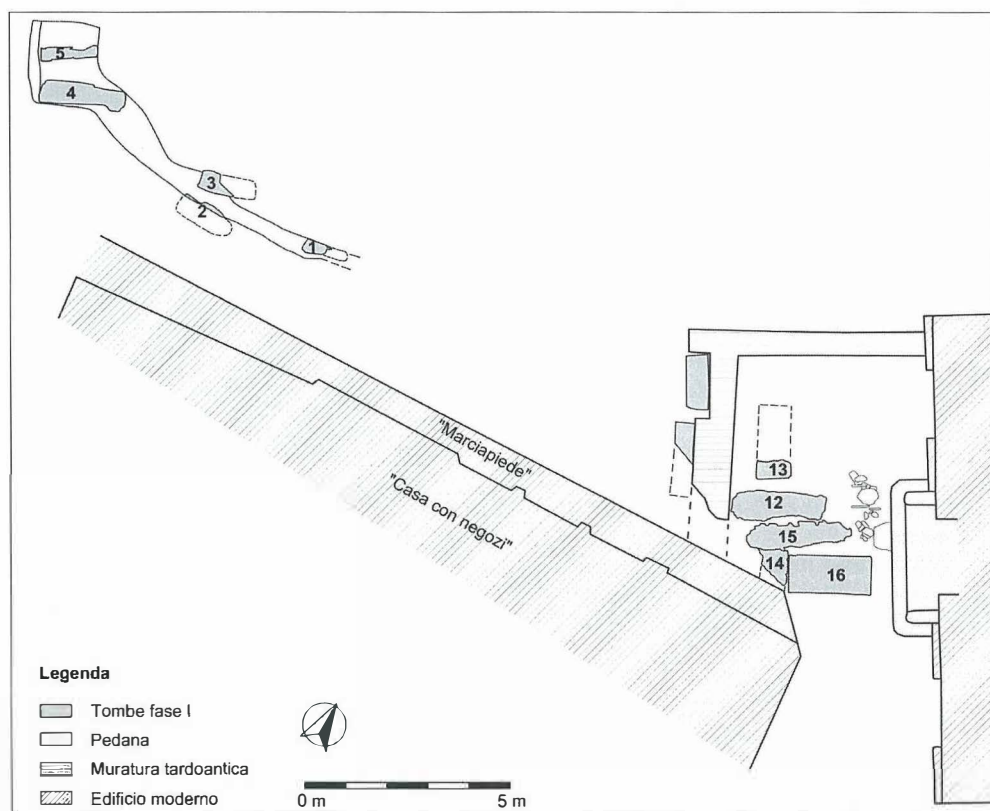 5
4
3
2
1
"Marciapiede"
"Casa con negozi"
13
12
15
14
16
Legenda
Tombe fase I
Pedana
Muratura tardoantica
Edificio moderno
0 m
5 m